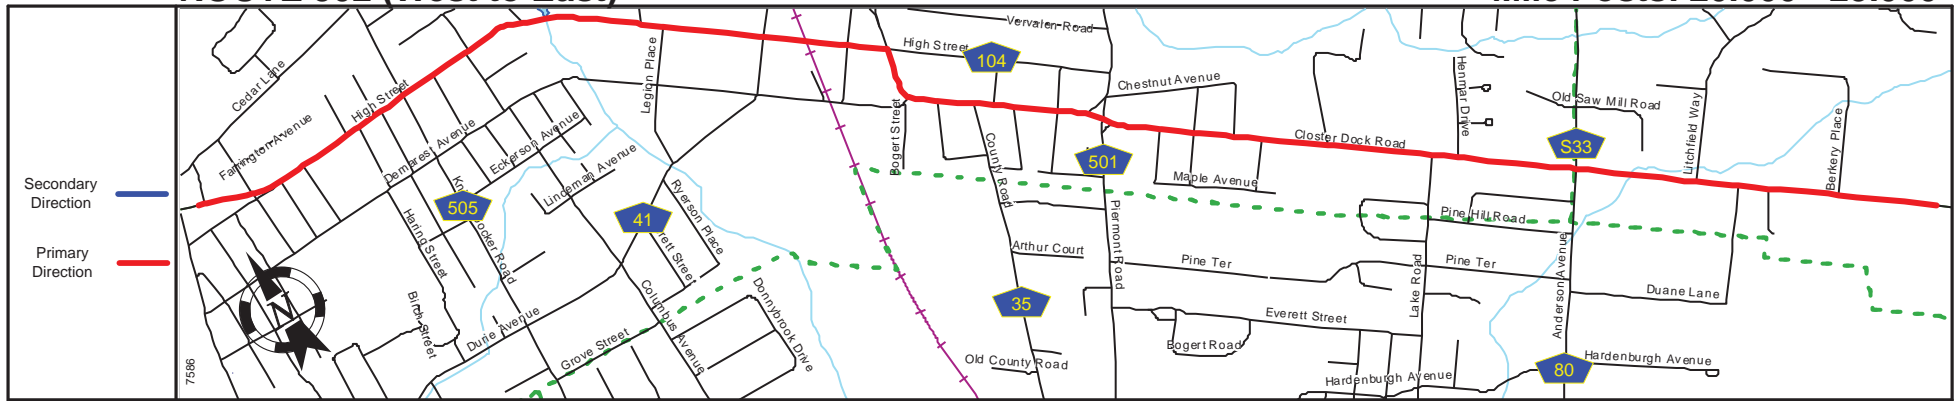 Secondary
Direction
Primary
Direction
Cedar Lane
Farrington Avenue
High Street
Demarest Avenue
Eckerson Avenue
Lindeman Avenue
Legion Place
Vervalen Road
High Street
104
Chestnut Avenue
Henmar Drive
Old Saw Mill Road
Litchfield Way
Berkery Place
S33
Closter Dock Road
Bogert Street
County Road
501
Maple Avenue
505
41
Haring Street
Ryerson Place
Piermont Road
Pine Hill Road
Arthur Court
Pine Ter
Pine Ter
Lake Road
Anderson Avenue
Duane Lane
35
Everett Street
Bogert Road
Birch Street
Durie Avenue
Grove Street
Columbus Avenue
Donnybrook Drive
Old County Road
Hardenburgh Avenue
80
Hardenburgh Avenue
N
7586